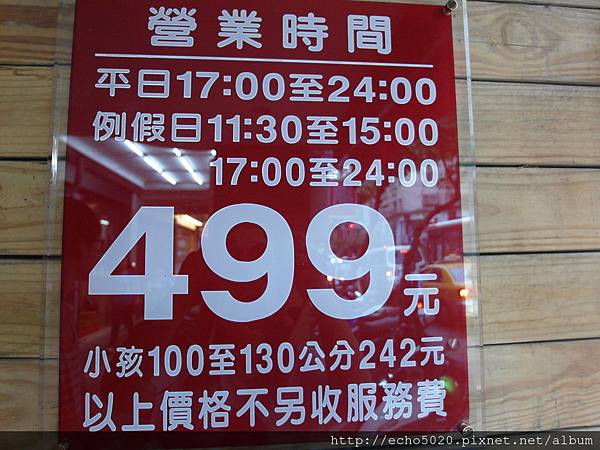 營業時間
平日17:00至24:00
例假日11:30至15:00
17:00至24:00
499元
小孩100至130公分242元
以上價格不另收服務費
http://echo5020.pixnet.net/album